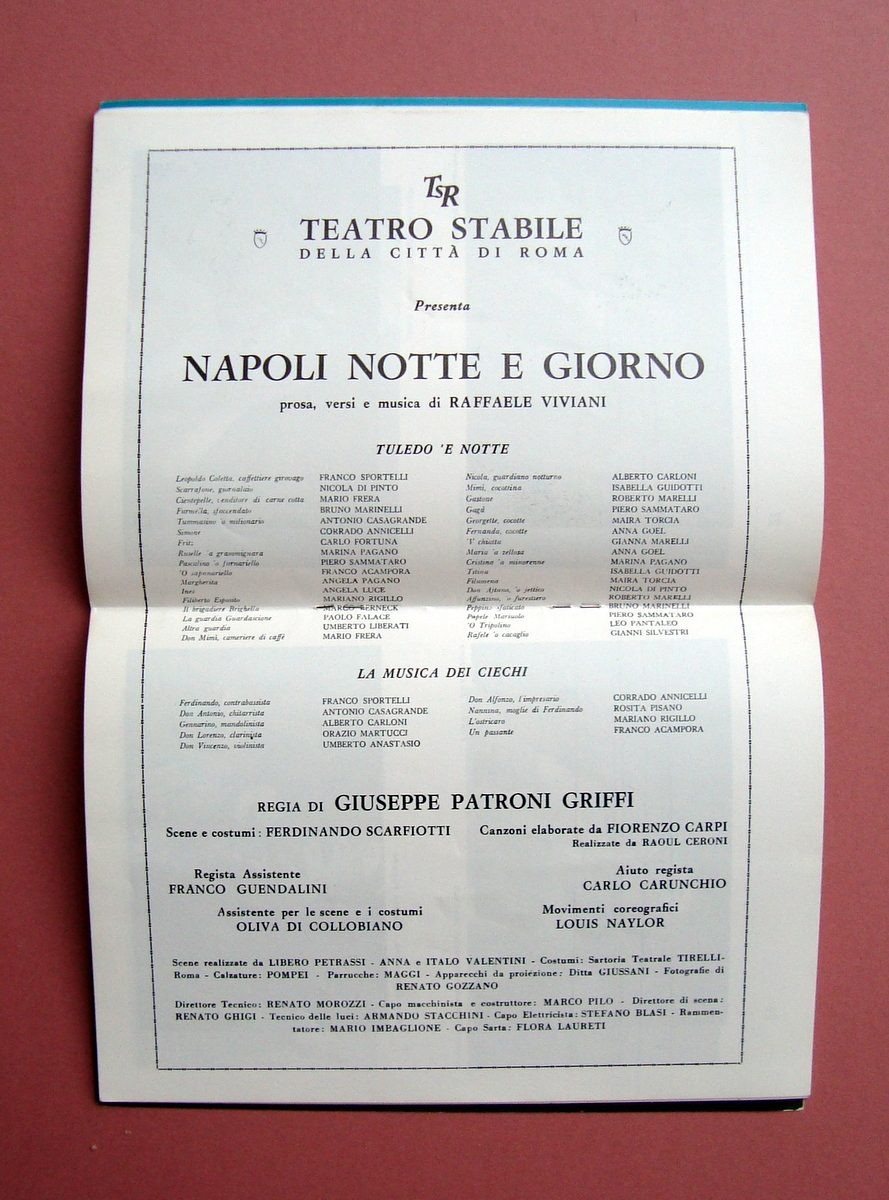 TSR
TEATRO STABILE
DELLA CITTÀ DI ROMA
Presenta
NAPOLI NOTTE E GIORNO
prosa, versi e musica di RAFFAELE VIVIANI
TULEDO 'E NOTTE
Leopoldo Coletta, caffettiere girovago FRANCO SPORTELLI
Scarrafone, giornalaio NICOLA DI PINTO
Cientepelle, venditore di carne cotta MARIO FRERA
Furmella, sfaccendato BRUNO MARINELLI
Tummasino 'o milionario ANTONIO CASAGRANDE
Simone CORRADO ANNICELLI
Fritz CARLO FORTUNA
Ruselle 'a grammignara MARINA PAGANO
Pascalino 'o furnariello PIERO SAMMATARO
'O sapunariello FRANCO ACAMPORA
Margherita ANGELA PAGANO
Ines ANGELA LUCE
Filiberto Esposito MARIANO RIGILLO
Il brigadiere Brighella MARCO BERNECK
La guardia Guardascione PAOLO FALACE
Altra guardia UMBERTO LIBERATI
Don Mimì, cameriere di caffè MARIO FRERA
Nicola, guardiano notturno ALBERTO CARLONI
Mimì, cocottina ISABELLA GUIDOTTI
Gastone ROBERTO MARELLI
Gagà PIERO SAMMATARO
Georgette, cocotte MAIRA TORCIA
Fernanda, cocotte ANNA GOEL
'A chiatta GIANNA MARELLI
Maria 'a zellosa ANNA GOEL
Cristina 'a minorenne MARINA PAGANO
Titina ISABELLA GUIDOTTI
Filumena MAIRA TORCIA
Don Arturo, 'o jettico NICOLA DI PINTO
Alfunzino, 'o furestiero ROBERTO MARELLI
Peppino sfaticato BRUNO MARINELLI
Papele Marsuolo PIERO SAMMATARO
'O Tripolino LEO PANTALEO
Rafele 'o cacaglio GIANNI SILVESTRI
LA MUSICA DEI CIECHI
Ferdinando, contrabassista FRANCO SPORTELLI
Don Antonio, chitarrista ANTONIO CASAGRANDE
Gennarino, mandolinista ALBERTO CARLONI
Don Lorenzo, clarinista ORAZIO MARTUCCI
Don Vincenzo, violinista UMBERTO ANASTASIO
Don Alfonzo, l'impresario CORRADO ANNICELLI
Nannina, moglie di Ferdinando ROSITA PISANO
L'ostricaro MARIANO RIGILLO
Un passante FRANCO ACAMPORA
REGIA DI GIUSEPPE PATRONI GRIFFI
Scene e costumi: FERDINANDO SCARFIOTTI
Canzoni elaborate da FIORENZO CARPI
Realizzate da RAOUL CERONI
Regista Assistente
FRANCO GUENDALINI
Aiuto regista
CARLO CARUNCHIO
Assistente per le scene e i costumi
OLIVA DI COLLOBIANO
Movimenti coreografici
LOUIS NAYLOR
Scene realizzate da LIBERO PETRASSI - ANNA e ITALO VALENTINI - Costumi: Sartoria Teatrale TIRELLI-
Roma - Calzature: POMPEI - Parrucche: MAGGI - Apparecchi da proiezione: Ditta GIUSSANI - Fotografie di
RENATO GOZZANO
Direttore Tecnico: RENATO MOROZZI - Capo macchinista e costruttore: MARCO PILO - Direttore di scena:
RENATO GHIGI - Tecnico delle luci: ARMANDO STACCHINI - Capo Elettricista: STEFANO BLASI - Rammen-
tatore: MARIO IMBAGLIONE - Capo Sarta: FLORA LAURETI